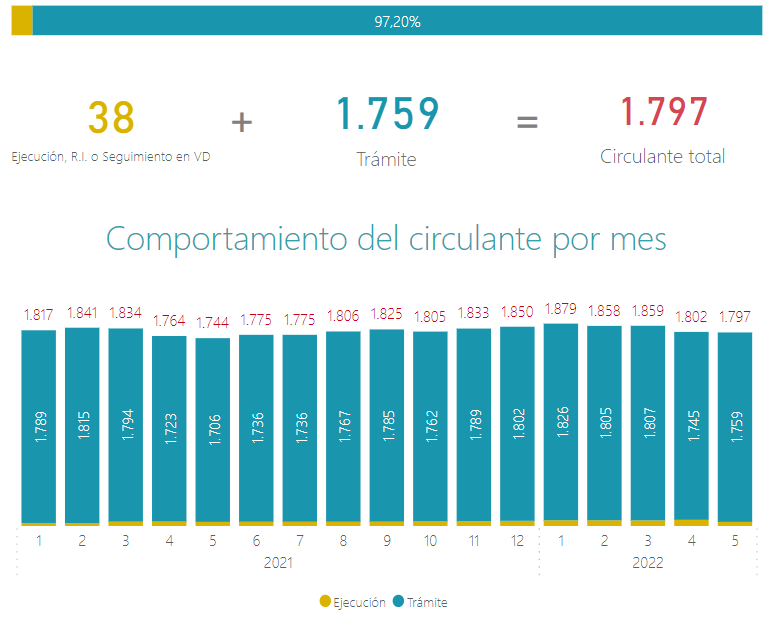 97,20%
38 + 1.759 = 1.797
Ejecución, R.I. o Seguimiento en VD Trámite Circulante total
Comportamiento del circulante por mes
1.817 1.841 1.834 1.764 1.744 1.775 1.775 1.806 1.825 1.805 1.833 1.850 1.879 1.858 1.859 1.802 1.797
1.789 1.815 1.794 1.723 1.706 1.736 1.736 1.767 1.785 1.762 1.789 1.802 1.826 1.805 1.807 1.745 1.759
1 2 3 4 5 6 7 8 9 10 11 12 1 2 3 4 5
2021 2022
Ejecución Trámite